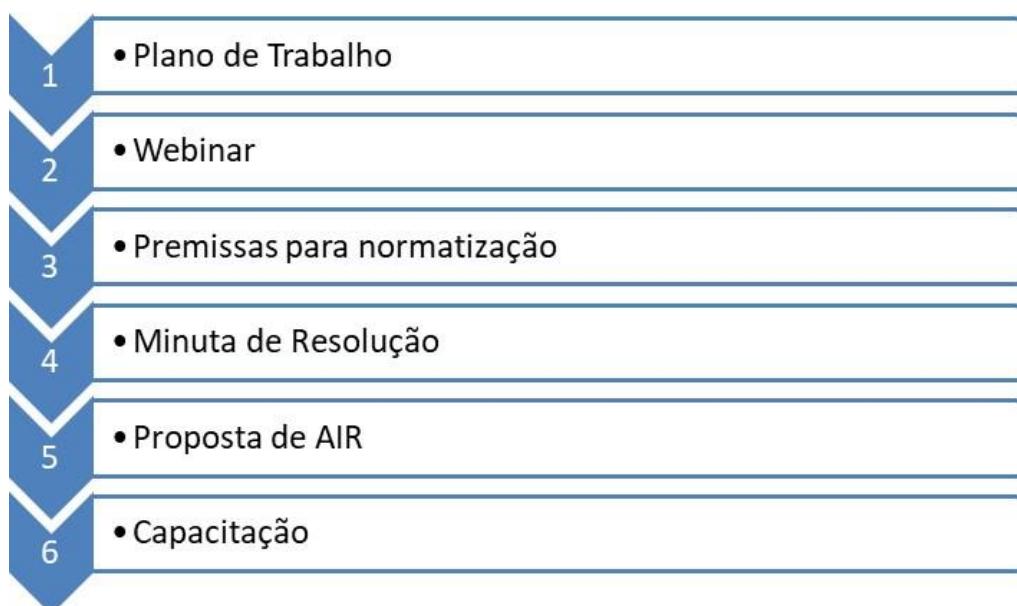 1
• Plano de Trabalho
2
• Webinar
3
• Premissas para normatização
4
• Minuta de Resolução
5
• Proposta de AIR
6
• Capacitação